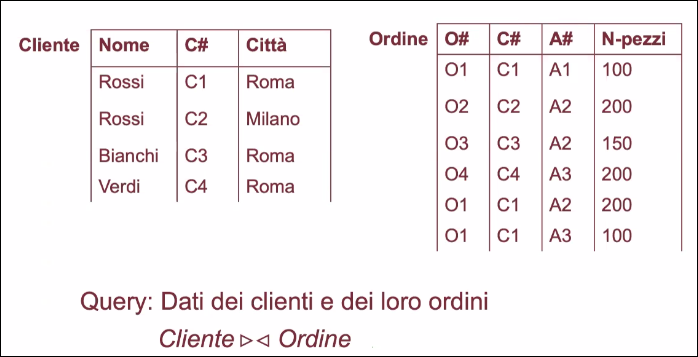 Cliente Nome C# Città
Rossi C1 Roma
Rossi C2 Milano
Bianchi C3 Roma
Verdi C4 Roma
Ordine O# C# A# N-pezzi
O1 C1 A1 100
O2 C2 A2 200
O3 C3 A2 150
O4 C4 A3 200
O1 C1 A2 200
O1 C1 A3 100
Query: Dati dei clienti e dei loro ordini
Cliente ▷◁ Ordine